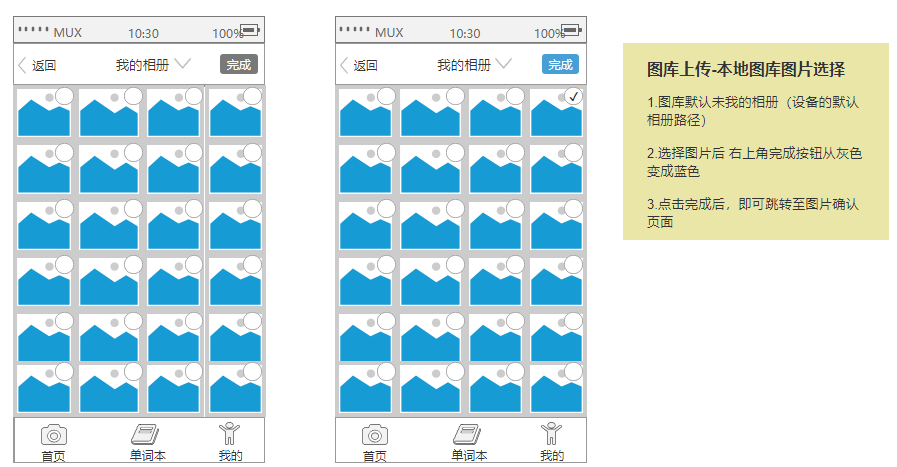 MUX 10:30 100%
返回 我的相册 完成
首页 单词本 我的
MUX 10:30 100%
返回 我的相册 完成
首页 单词本 我的
图库上传-本地图库图片选择
1.图库默认未我的相册（设备的默认
相册路径）
2.选择图片后 右上角完成按钮从灰色
变成蓝色
3.点击完成后，即可跳转至图片确认
页面